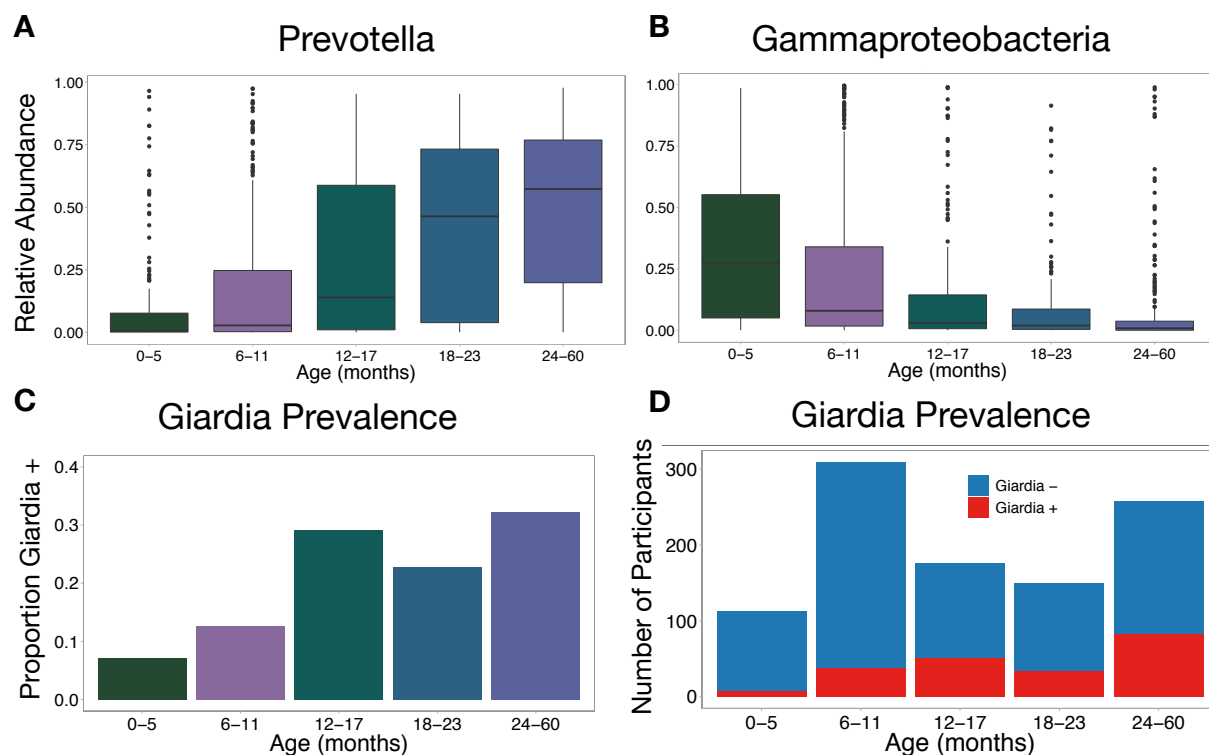 A
Prevotella
Relative Abundance
1.00
0.75
0.50
0.25
0.00
0–5
6–11
12–17
18–23
24–60
Age (months)
B
Gammaproteobacteria
1.00
0.75
0.50
0.25
0.00
0–5
6–11
12–17
18–23
24–60
Age (months)
C
Giardia Prevalence
Proportion Giardia +
0.4
0.3
0.2
0.1
0.0
0–5
6–11
12–17
18–23
24–60
Age (months)
D
Giardia Prevalence
Number of Participants
300
200
100
0
Giardia –
Giardia +
0–5
6–11
12–17
18–23
24–60
Age (months)